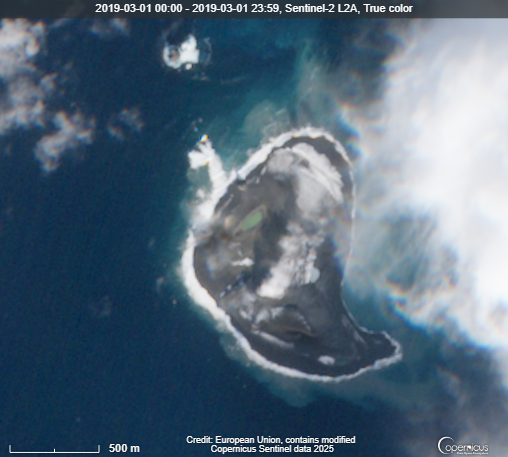 2019-03-01 00:00 - 2019-03-01 23:59, Sentinel-2 L2A, True color
500 m
Credit: European Union, contains modified
Copernicus Sentinel data 2025
opernicus